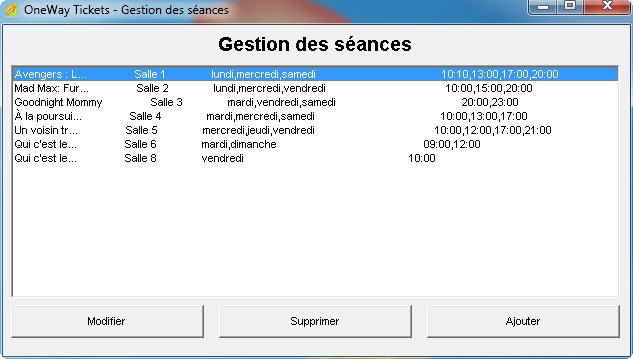 OneWay Tickets - Gestion des séances
Gestion des séances
Avengers : L... Salle 1 lundi,mercredi,samedi 10:10,13:00,17:00,20:00
Mad Max: Fur... Salle 2 lundi,mercredi,vendredi 10:00,15:00,20:00
Goodnight Mommy Salle 3 mardi,vendredi,samedi 20:00,23:00
À la poursui... Salle 4 mardi,mercredi,samedi 10:00,13:00,17:00
Un voisin tr... Salle 5 mercredi,jeudi,vendredi 10:00,12:00,17:00,21:00
Qui c'est le... Salle 6 mardi,dimanche 09:00,12:00
Qui c'est le... Salle 8 vendredi 10:00
Modifier Supprimer Ajouter